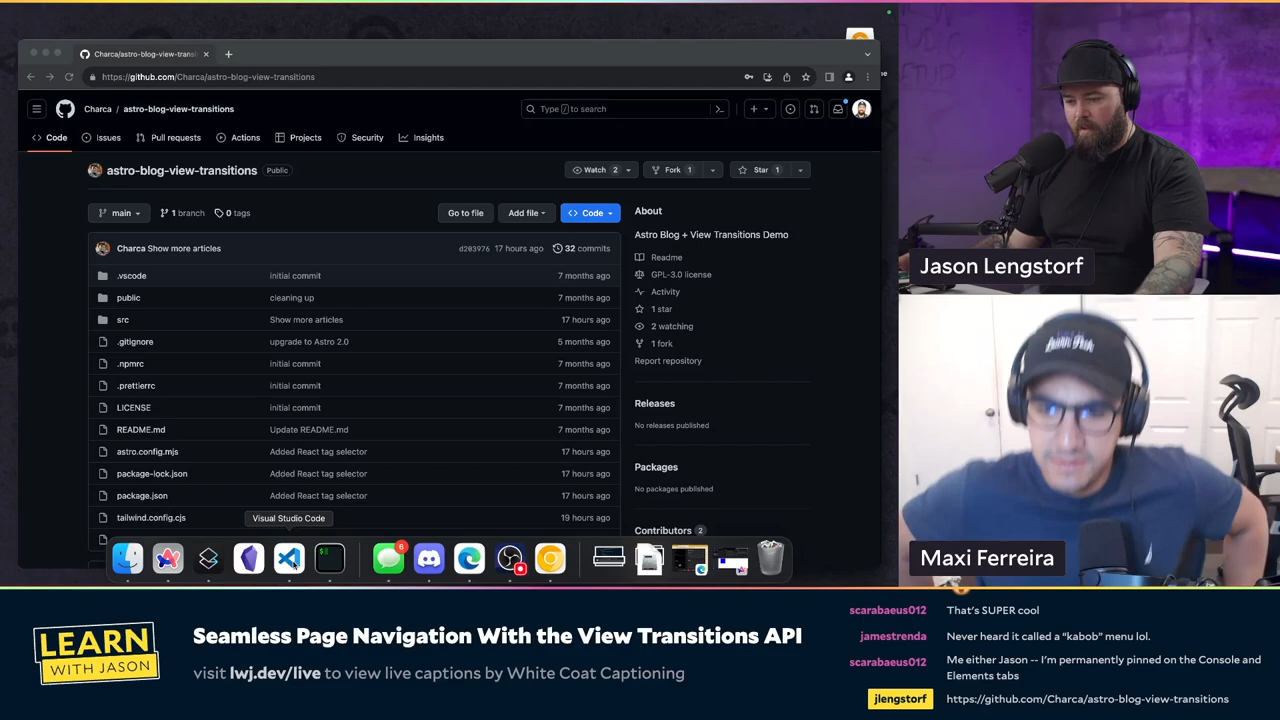 Charca/astro-blog-view-transiti
https://github.com/Charca/astro-blog-view-transitions
Charca / astro-blog-view-transitions
Type / to search
Code
Issues
Pull requests
Actions
Projects
Security
Insights
astro-blog-view-transitions Public
Watch 2
Fork 1
Star 1
main
1 branch
0 tags
Go to file
Add file
Code
Charca Show more articles d203976 17 hours ago 32 commits
.vscode initial commit 7 months ago
public cleaning up 7 months ago
src Show more articles 17 hours ago
.gitignore upgrade to Astro 2.0 5 months ago
.npmrc initial commit 7 months ago
.prettierrc initial commit 7 months ago
LICENSE initial commit 7 months ago
README.md Update README.md 7 months ago
astro.config.mjs Added React tag selector 17 hours ago
package-lock.json Added React tag selector 17 hours ago
package.json Added React tag selector 17 hours ago
tailwind.config.cjs 19 hours ago
Visual Studio Code
About
Astro Blog + View Transitions Demo
Readme
GPL-3.0 license
Activity
1 star
2 watching
1 fork
Report repository
Releases
No releases published
Packages
No packages published
Contributors 2
6
Jason Lengstorf
Maxi Ferreira
LEARN
WITH JASON
Seamless Page Navigation With the View Transitions API
visit lwj.dev/live to view live captions by White Coat Captioning
scarabaeus012 That's SUPER cool
jamestrenda Never heard it called a "kabob" menu lol.
scarabaeus012 Me either Jason -- I'm permanently pinned on the Console and
Elements tabs
jlengstorf https://github.com/Charca/astro-blog-view-transitions